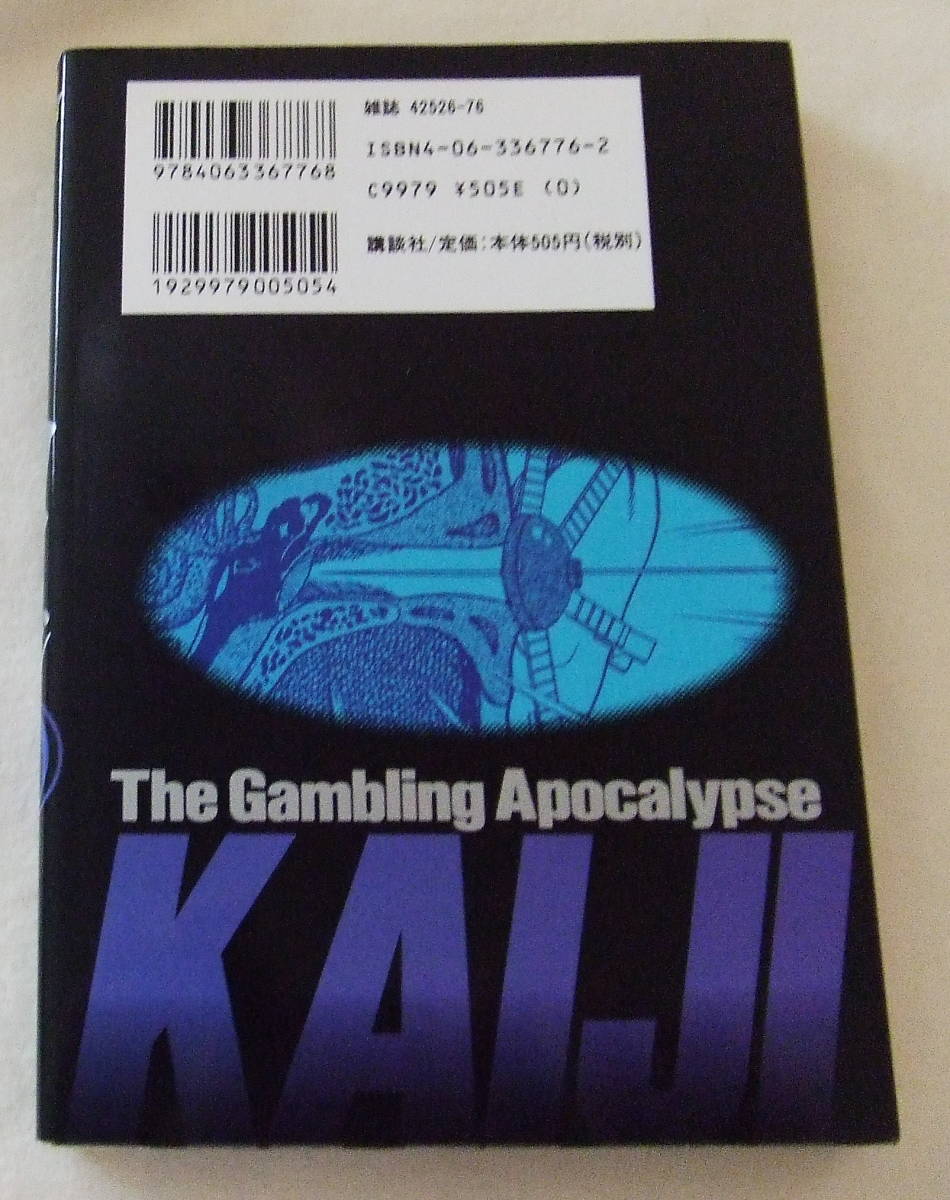 雑誌 42526-76
9784063367768
ISBN4-06-336776-2
C9979 ¥505E (0)
1929979005054
講談社/定価:本体505円(税別)
The Gambling Apocalypse
KAIJI